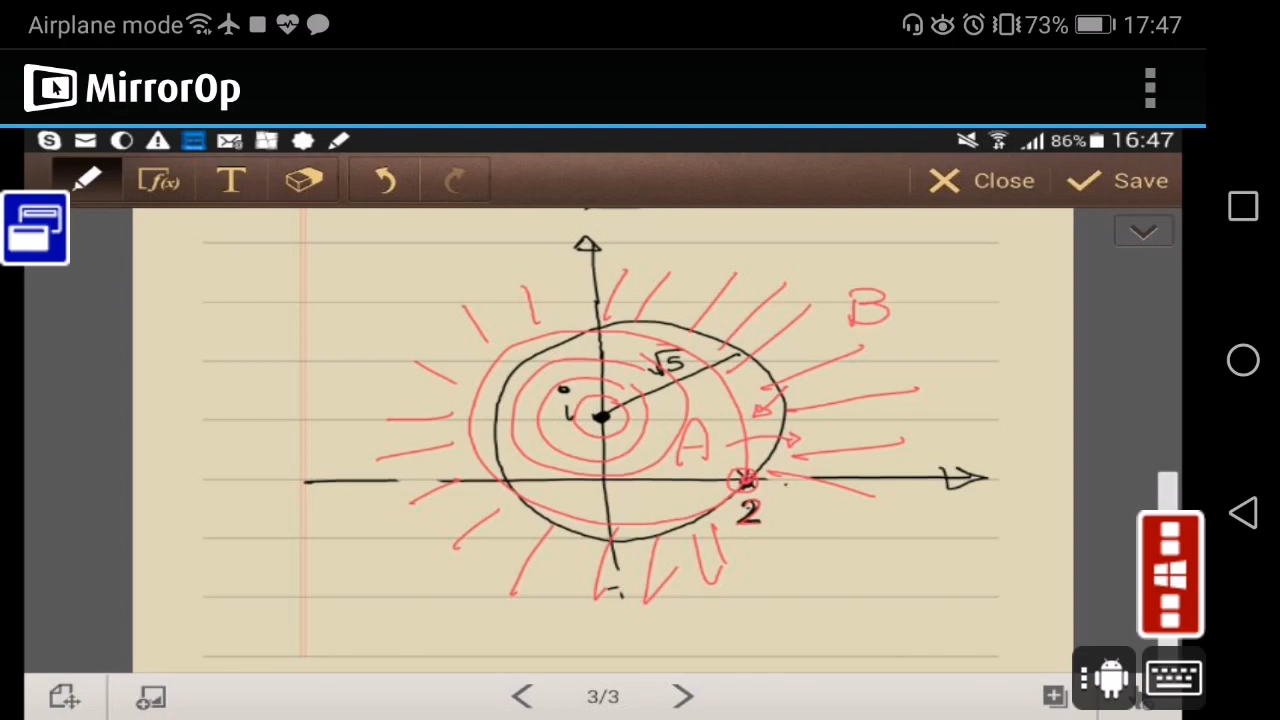 Airplane mode 73% 17:47
MirrorOp
86% 16:47
f(x) T Close Save
B
√5
i
A
2
3/3